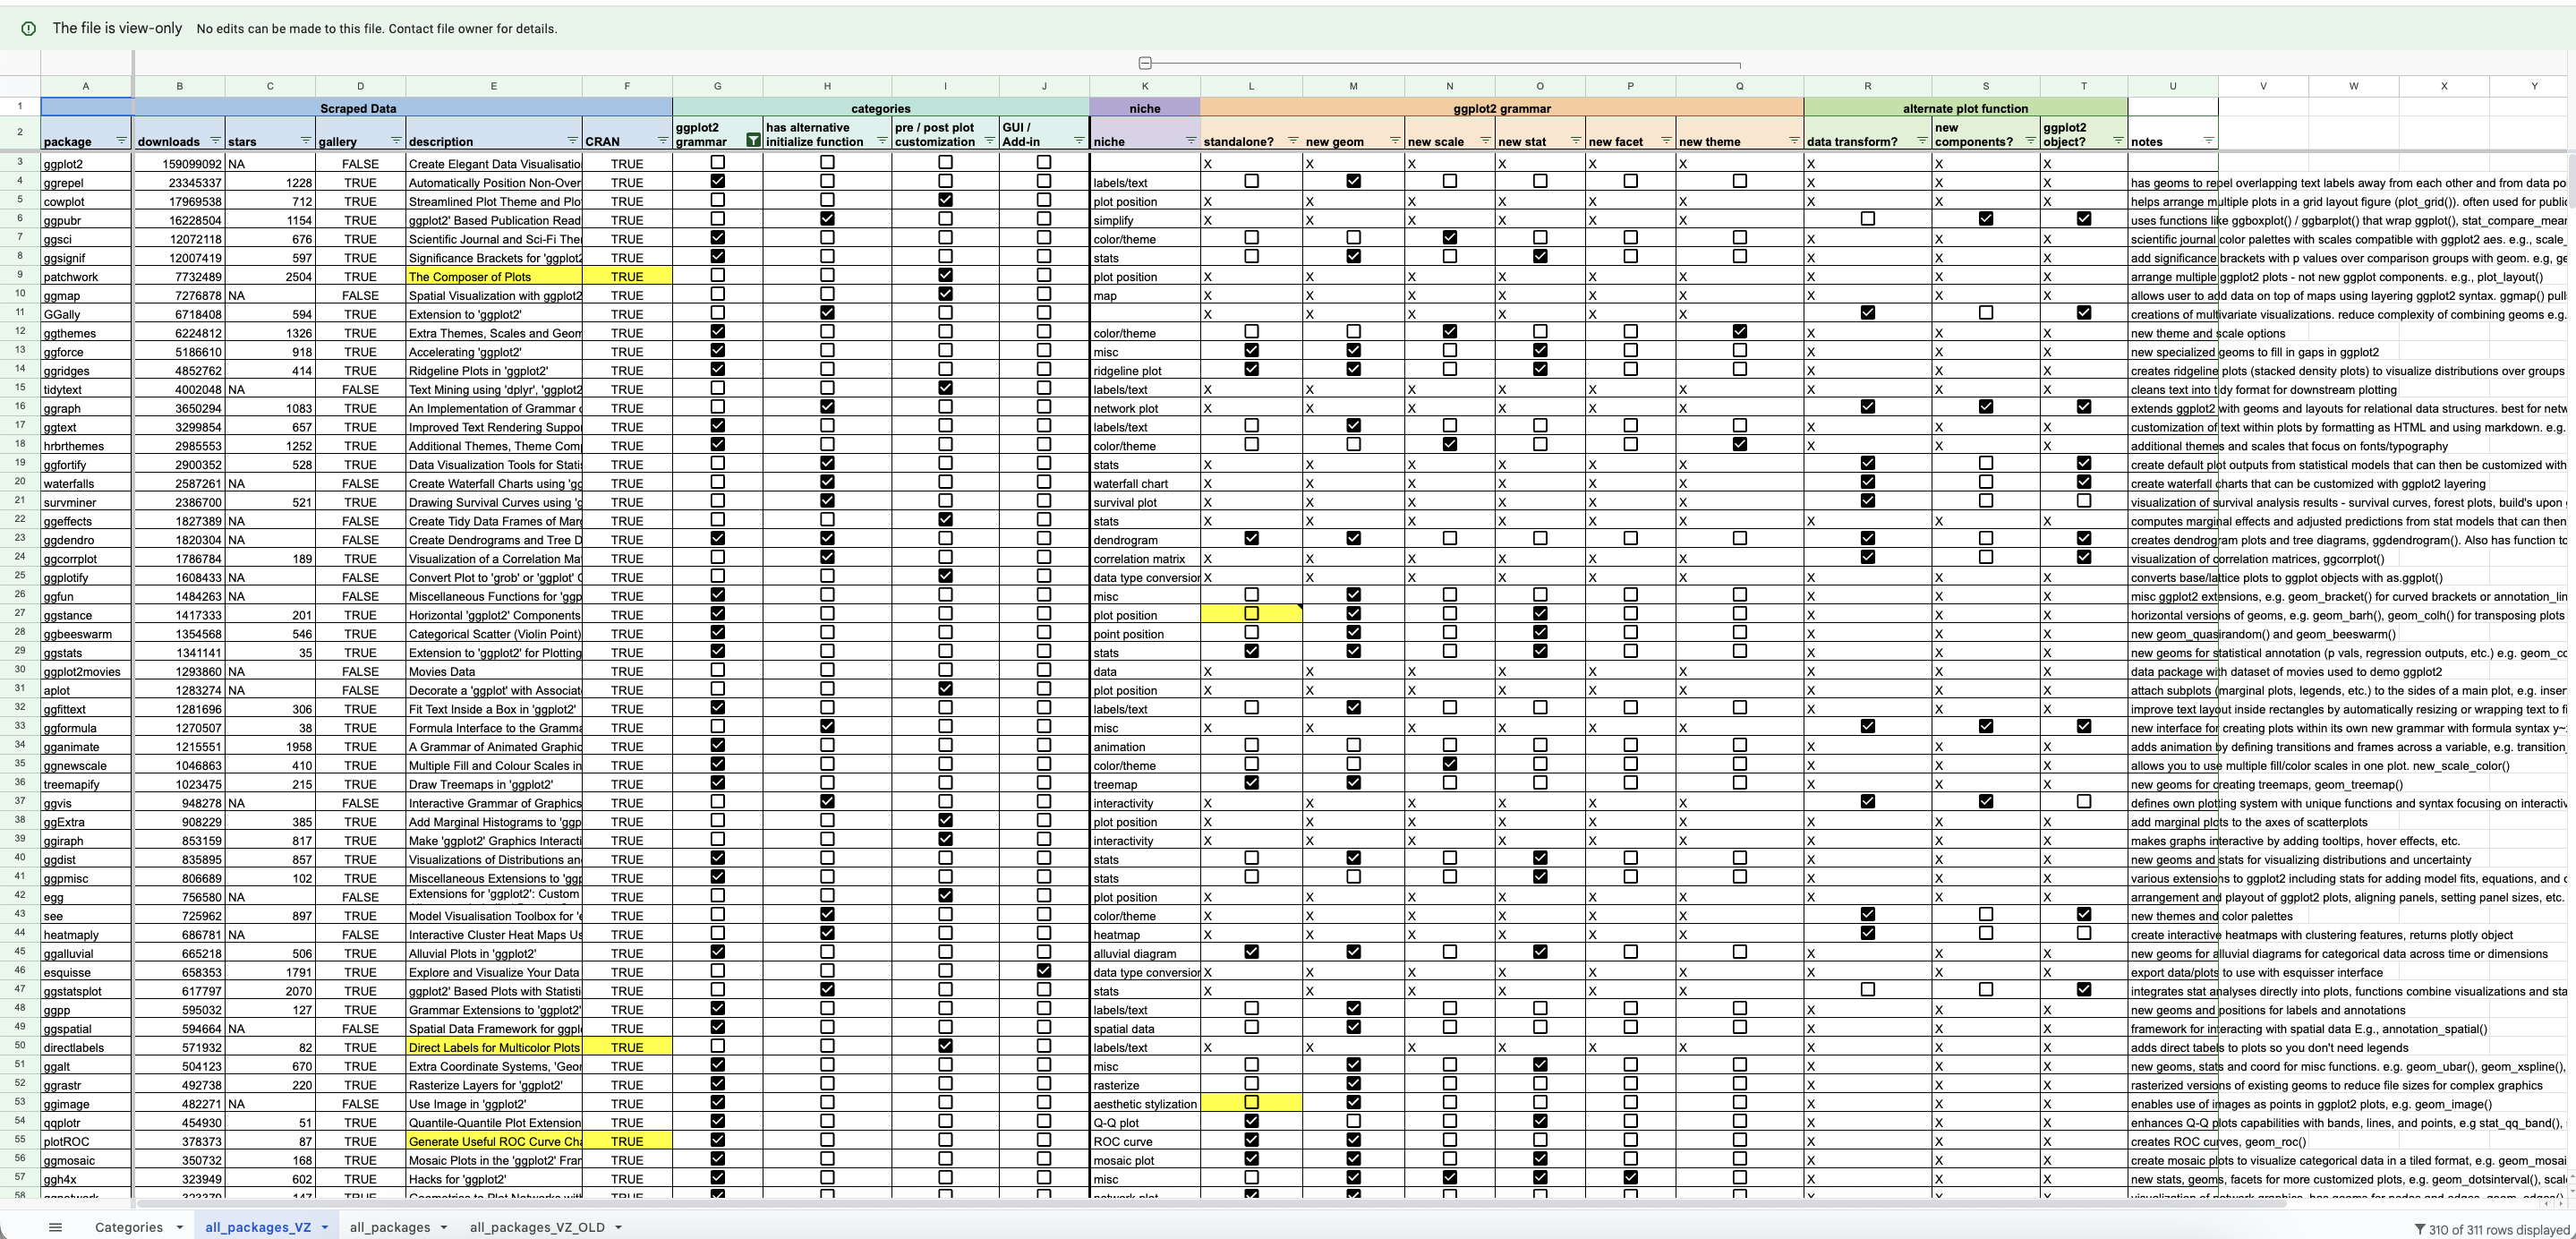 The file is view-only No edits can be made to this file. Contact file owner for details.
A B C D E F G H I J K L M N O P Q R S T U V W X Y
1 Scraped Data categories niche ggplot2 grammar alternate plot function
2 package downloads stars gallery description CRAN ggplot2 grammar has alternative initialize function pre / post plot customization GUI / Add-in niche standalone? new geom new scale new stat new facet new theme data transform? new components? ggplot2 object? notes
3 ggplot2 159099092 NA FALSE Create Elegant Data Visualisatio TRUE X X X X X X X X X
4 ggrepel 23345337 1228 TRUE Automatically Position Non-Over TRUE labels/text X X X has geoms to repel overlapping text labels away from each other and from data po
5 cowplot 17969538 712 TRUE Streamlined Plot Theme and Plo TRUE plot position X X X X X X X X X helps arrange multiple plots in a grid layout figure (plot_grid()). often used for publi
6 ggpubr 16228504 1154 TRUE ggplot2' Based Publication Read TRUE simplify X X X X X X uses functions like ggboxplot() / ggbarplot() that wrap ggplot(), stat_compare_mear
7 ggsci 12072118 676 TRUE Scientific Journal and Sci-Fi The TRUE color/theme X X X scientific journal color palettes with scales compatible with ggplot2 aes. e.g., scale_
8 ggsignif 12007419 597 TRUE Significance Brackets for 'ggplot2 TRUE stats X X X add significance brackets with p values over comparison groups with geom. e.g, ge
9 patchwork 7732489 2504 TRUE The Composer of Plots TRUE plot position X X X X X X X X X arrange multiple ggplot2 plots - not new ggplot components. e.g., plot_layout()
10 ggmap 7276878 NA FALSE Spatial Visualization with ggplot2 TRUE map X X X X X X X X X allows user to add data on top of maps using layering ggplot2 syntax. ggmap() pull
11 GGally 6718408 594 TRUE Extension to 'ggplot2' TRUE X X X X X X creations of multivariate visualizations. reduce complexity of combining geoms e.g.
12 ggthemes 6224812 1326 TRUE Extra Themes, Scales and Geom TRUE color/theme X X X new theme and scale options
13 ggforce 5186610 918 TRUE Accelerating 'ggplot2' TRUE misc X X X new specialized geoms to fill in gaps in ggplot2
14 ggridges 4852762 414 TRUE Ridgeline Plots in 'ggplot2' TRUE ridgeline plot X X X creates ridgeline plots (stacked density plots) to visualize distributions over groups
15 tidytext 4002048 NA FALSE Text Mining using 'dplyr', 'ggplot2 TRUE labels/text X X X X X X X X X cleans text into tidy format for downstream plotting
16 ggraph 3650294 1083 TRUE An Implementation of Grammar o TRUE network plot X X X X X X extends ggplot2 with geoms and layouts for relational data structures. best for netw
17 ggtext 3299854 657 TRUE Improved Text Rendering Suppo TRUE labels/text X X X customization of text within plots by formatting as HTML and using markdown. e.g.
18 hrbrthemes 2985553 1252 TRUE Additional Themes, Theme Com TRUE color/theme X X X additional themes and scales that focus on fonts/typography
19 ggfortify 2900352 528 TRUE Data Visualization Tools for Stati TRUE stats X X X X X X create default plot outputs from statistical models that can then be customized with
20 waterfalls 2587261 NA FALSE Create Waterfall Charts using 'gg TRUE waterfall chart X X X X X X create waterfall charts that can be customized with ggplot2 layering
21 survminer 2386700 521 TRUE Drawing Survival Curves using 'g TRUE survival plot X X X X X X visualization of survival analysis results - survival curves, forest plots, build's upon
22 ggeffects 1827389 NA FALSE Create Tidy Data Frames of Mar TRUE stats X X X X X X X X X computes marginal effects and adjusted predictions from stat models that can then
23 ggdendro 1820304 NA FALSE Create Dendrograms and Tree D TRUE dendrogram creates dendrogram plots and tree diagrams, ggdendrogram(). Also has function to
24 ggcorrplot 1786784 189 TRUE Visualization of a Correlation Ma TRUE correlation matrix X X X X X X visualization of correlation matrices, ggcorrplot()
25 ggplotify 1608433 NA FALSE Convert Plot to 'grob' or 'ggplot' TRUE data type conversion X X X X X X X X X converts base/lattice plots to ggplot objects with as.ggplot()
26 ggfun 1484263 NA FALSE Miscellaneous Functions for 'ggp TRUE misc X X X misc ggplot2 extensions, e.g. geom_bracket() for curved brackets or annotation_lin
27 ggstance 1417333 201 TRUE Horizontal 'ggplot2' Components TRUE plot position X X X horizontal versions of geoms, e.g. geom_barh(), geom_colh() for transposing plots
28 ggbeeswarm 1354568 546 TRUE Categorical Scatter (Violin Point) TRUE point position X X X new geom_quasirandom() and geom_beeswarm()
29 ggstats 1341141 35 TRUE Extension to 'ggplot2' for Plotting TRUE stats X X X new geoms for statistical annotation (p vals, regression outputs, etc.) e.g. geom_cc
30 ggplot2movies 1293860 NA FALSE Movies Data TRUE data X X X X X X X X X data package with dataset of movies used to demo ggplot2
31 aplot 1283274 NA FALSE Decorate a 'ggplot' with Associat TRUE plot position X X X X X X X X X attach subplots (marginal plots, legends, etc.) to the sides of a main plot, e.g. inser
32 ggfittext 1281696 306 TRUE Fit Text Inside a Box in 'ggplot2' TRUE labels/text X X X improve text layout inside rectangles by automatically resizing or wrapping text to fi
33 ggformula 1270507 38 TRUE Formula Interface to the Gramma TRUE misc X X X X X X new interface for creating plots within its own new grammar with formula syntax y~
34 gganimate 1215551 1958 TRUE A Grammar of Animated Graphic TRUE animation X X X adds animation by defining transitions and frames across a variable, e.g. transition_
35 ggnewscale 1046863 410 TRUE Multiple Fill and Colour Scales in TRUE color/theme X X X allows you to use multiple fill/color scales in one plot. new_scale_color()
36 treemapify 1023475 215 TRUE Draw Treemaps in 'ggplot2' TRUE treemap X X X new geoms for creating treemaps, geom_treemap()
37 ggvis 948278 NA FALSE Interactive Grammar of Graphics TRUE interactivity X X X X X X defines own plotting system with unique functions and syntax focusing on interactiv
38 ggExtra 908229 385 TRUE Add Marginal Histograms to 'ggp TRUE plot position X X X X X X X X X add marginal plots to the axes of scatterplots
39 ggiraph 853159 817 TRUE Make 'ggplot2' Graphics Interacti TRUE interactivity X X X X X X X X X makes graphs interactive by adding tooltips, hover effects, etc.
40 ggdist 835895 857 TRUE Visualizations of Distributions an TRUE stats X X X new geoms and stats for visualizing distributions and uncertainty
41 ggpmisc 806689 102 TRUE Miscellaneous Extensions to 'ggp TRUE stats X X X various extensions to ggplot2 including stats for adding model fits, equations, and c
42 egg 756580 NA FALSE Extensions for 'ggplot2': Custom TRUE plot position X X X X X X X X X arrangement and playout of ggplot2 plots, aligning panels, setting panel sizes, etc.
43 see 725962 897 TRUE Model Visualisation Toolbox for 'e TRUE color/theme X X X X X X new themes and color palettes
44 heatmaply 686781 NA FALSE Interactive Cluster Heat Maps Us TRUE heatmap X X X X X X create interactive heatmaps with clustering features, returns plotly object
45 ggalluvial 665218 506 TRUE Alluvial Plots in 'ggplot2' TRUE alluvial diagram X X X new geoms for alluvial diagrams for categorical data across time or dimensions
46 esquisse 658353 1791 TRUE Explore and Visualize Your Data TRUE data type conversion X X X X X X X X X export data/plots to use with esquisser interface
47 ggstatsplot 617797 2070 TRUE ggplot2' Based Plots with Statisti TRUE stats X X X X X X integrates stat analyses directly into plots, functions combine visualizations and sta
48 ggpp 595032 127 TRUE Grammar Extensions to 'ggplot2' TRUE labels/text X X X new geoms and positions for labels and annotations
49 ggspatial 594664 NA FALSE Spatial Data Framework for ggpl TRUE spatial data X X X framework for interacting with spatial data E.g., annotation_spatial()
50 directlabels 571932 82 TRUE Direct Labels for Multicolor Plots TRUE labels/text X X X X X X X X X adds direct tabels to plots so you don't need legends
51 ggalt 504123 670 TRUE Extra Coordinate Systems, 'Geor TRUE misc X X X new geoms, stats and coord for misc functions. e.g. geom_ubar(), geom_xspline(),
52 ggrastr 492738 220 TRUE Rasterize Layers for 'ggplot2' TRUE rasterize X X X rasterized versions of existing geoms to reduce file sizes for complex graphics
53 ggimage 482271 NA FALSE Use Image in 'ggplot2' TRUE aesthetic stylization X X X enables use of images as points in ggplot2 plots, e.g. geom_image()
54 qqplotr 454930 51 TRUE Quantile-Quantile Plot Extension TRUE Q-Q plot X X X enhances Q-Q plots capabilities with bands, lines, and points, e.g stat_qq_band(),
55 plotROC 378373 87 TRUE Generate Useful ROC Curve Cha TRUE ROC curve X X X creates ROC curves, geom_roc()
56 ggmosaic 350732 168 TRUE Mosaic Plots in the 'ggplot2' Fran TRUE mosaic plot X X X create mosaic plots to visualize categorical data in a tiled format, e.g. geom_mosai
57 ggh4x 323949 602 TRUE Hacks for 'ggplot2' TRUE misc X X X new stats, geoms, facets for more customized plots, e.g. geom_dotsinterval(), scal
58
Categories all_packages_VZ all_packages all_packages_VZ_OLD 310 of 311 rows displayed